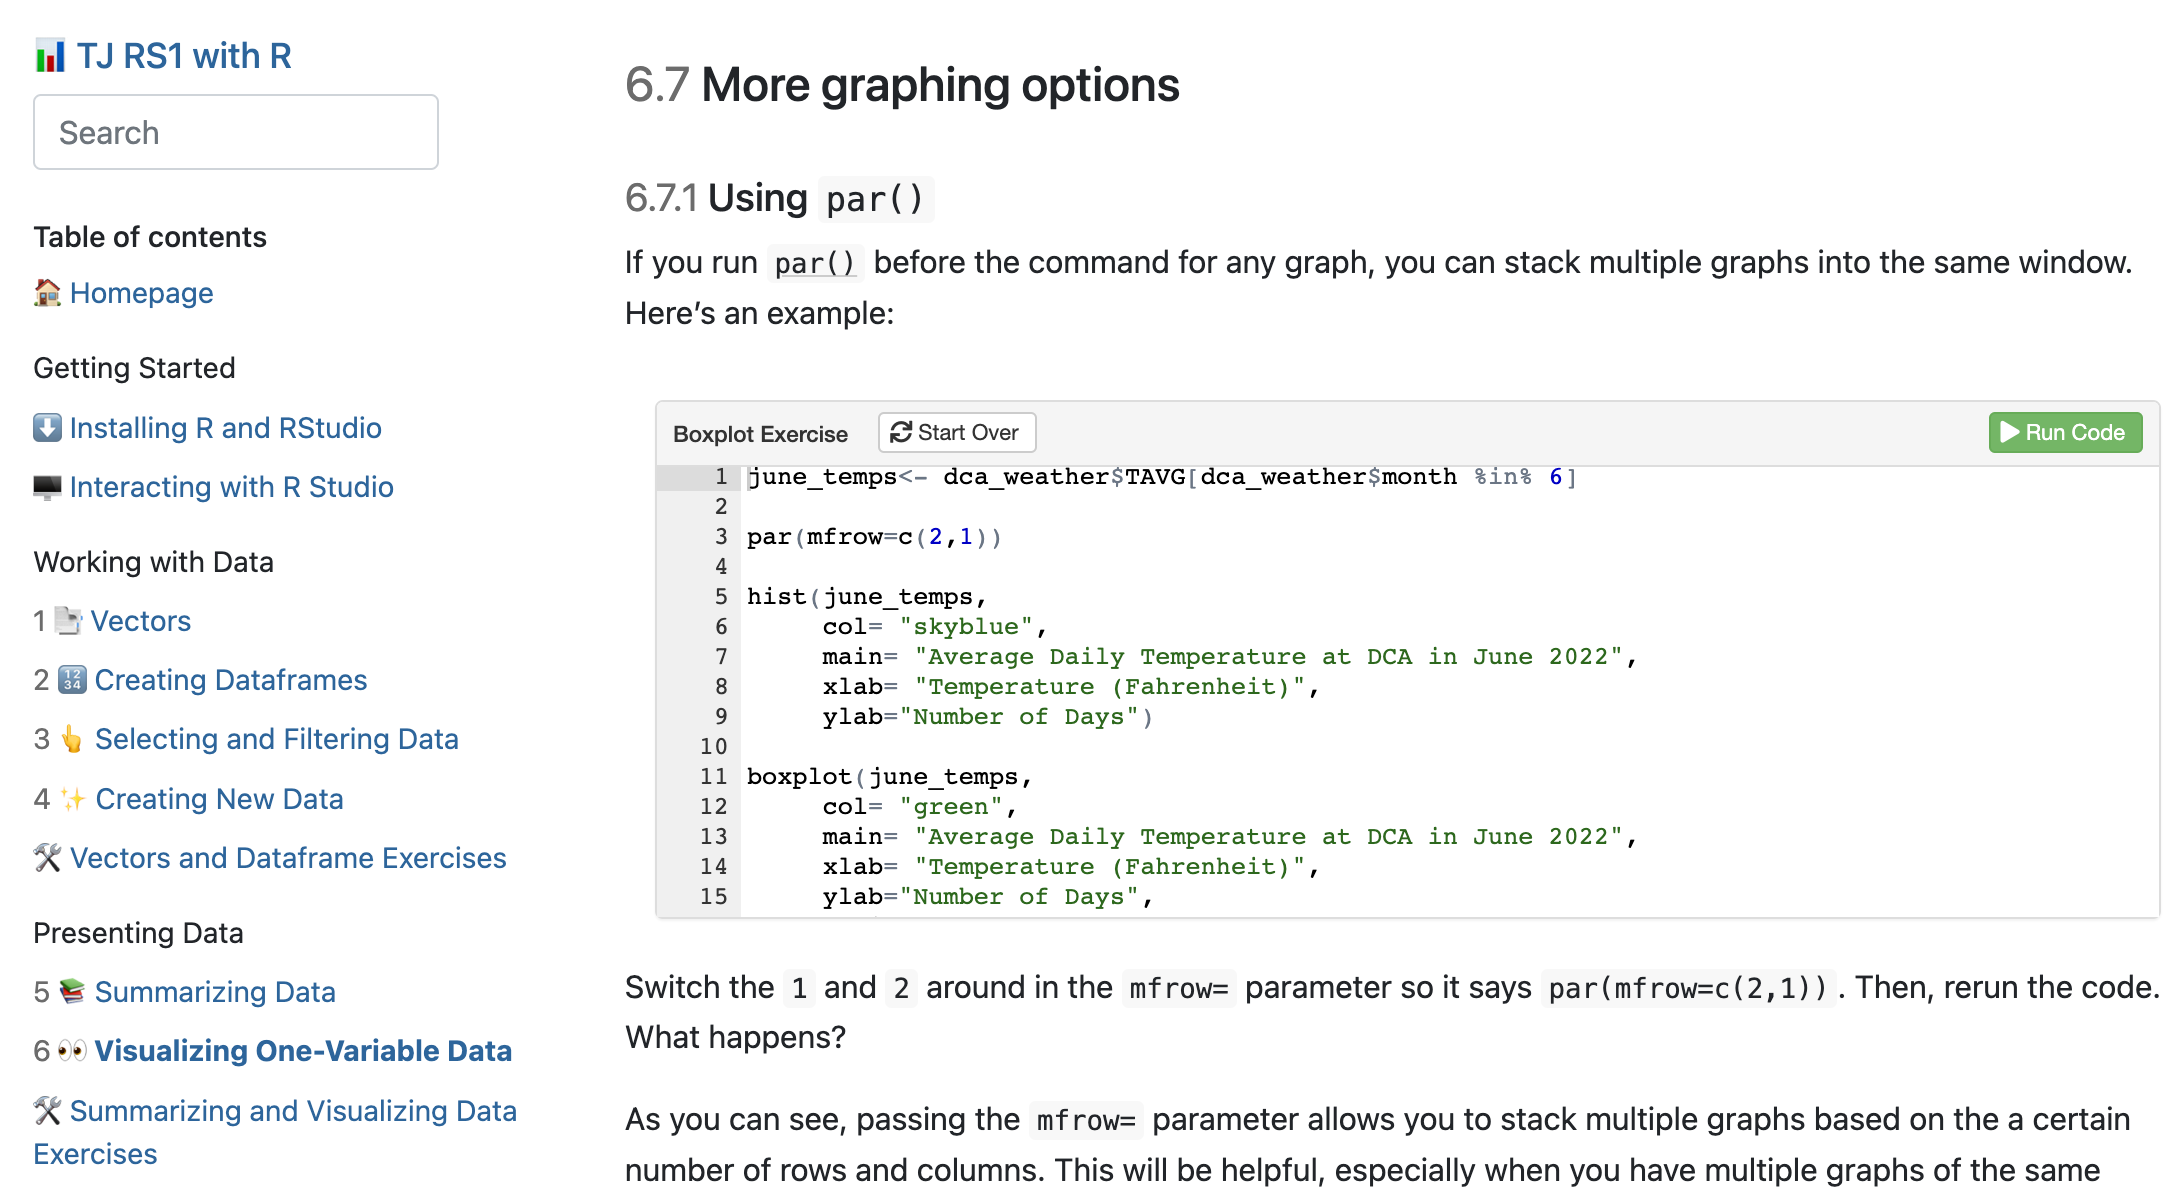 TJ RS1 with R
Search
Table of contents
Homepage
Getting Started
Installing R and RStudio
Interacting with R Studio
Working with Data
1 Vectors
2 Creating Dataframes
3 Selecting and Filtering Data
4 Creating New Data
Vectors and Dataframe Exercises
Presenting Data
5 Summarizing Data
6 Visualizing One-Variable Data
Summarizing and Visualizing Data
Exercises
6.7 More graphing options
6.7.1 Using par()
If you run par() before the command for any graph, you can stack multiple graphs into the same window.
Here’s an example:
Boxplot Exercise Start Over Run Code
1 june_temps<- dca_weather$TAVG[dca_weather$month %in% 6]
2
3 par(mfrow=c(2,1))
4
5 hist(june_temps,
6 col= "skyblue",
7 main= "Average Daily Temperature at DCA in June 2022",
8 xlab= "Temperature (Fahrenheit)",
9 ylab="Number of Days")
10
11 boxplot(june_temps,
12 col= "green",
13 main= "Average Daily Temperature at DCA in June 2022",
14 xlab= "Temperature (Fahrenheit)",
15 ylab="Number of Days",
Switch the 1 and 2 around in the mfrow= parameter so it says par(mfrow=c(2,1)). Then, rerun the code.
What happens?
As you can see, passing the mfrow= parameter allows you to stack multiple graphs based on the a certain
number of rows and columns. This will be helpful, especially when you have multiple graphs of the same